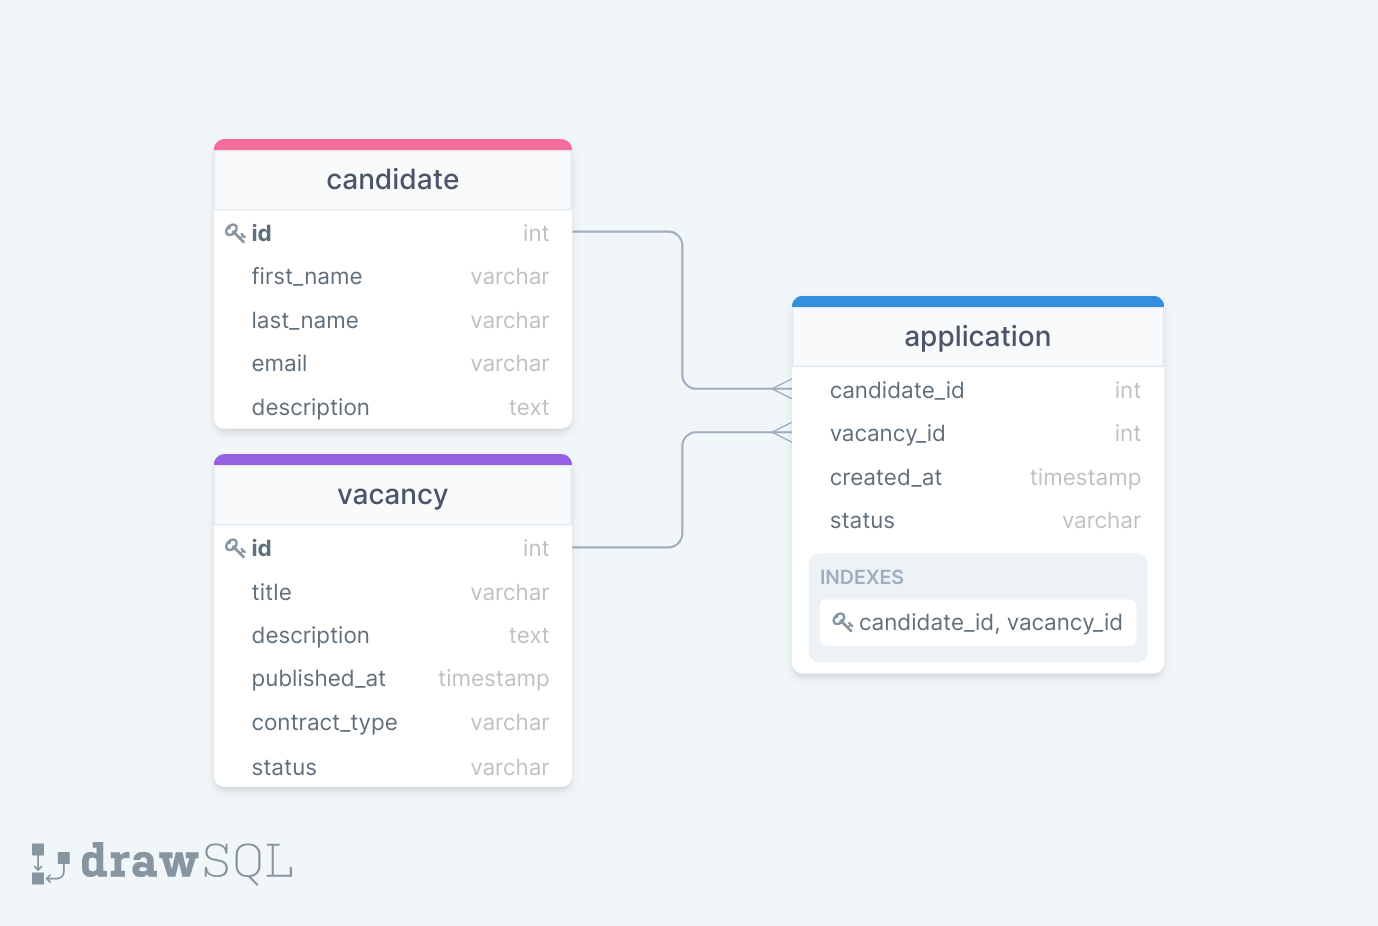 candidate
id int
first_name varchar
last_name varchar
email varchar
description text
vacancy
id int
title varchar
description text
published_at timestamp
contract_type varchar
status varchar
application
candidate_id int
vacancy_id int
created_at timestamp
status varchar
INDEXES
candidate_id, vacancy_id
drawSQL